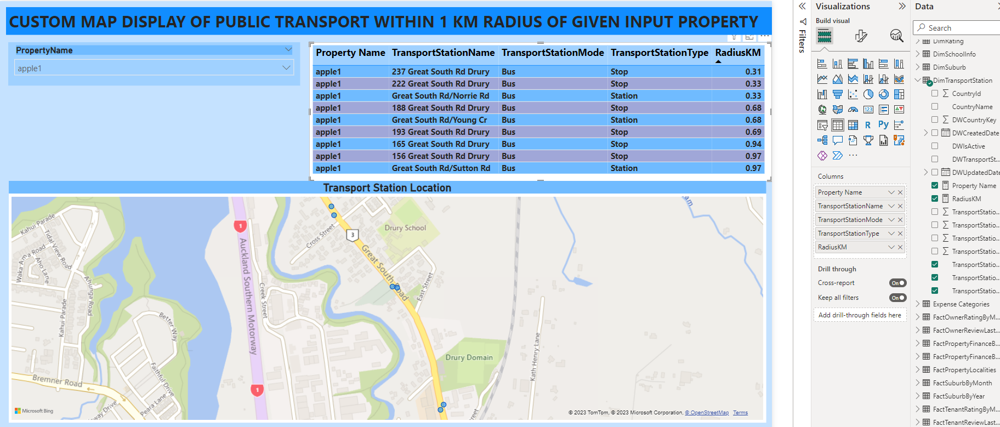 CUSTOM MAP DISPLAY OF PUBLIC TRANSPORT WITHIN 1 KM RADIUS OF GIVEN INPUT PROPERTY
PropertyName
apple1
Property Name TransportStationName TransportStationMode TransportStationType RadiusKM
apple1 237 Great South Rd Drury Bus Stop 0.31
apple1 222 Great South Rd Drury Bus Stop 0.33
apple1 Great South Rd/Norrie Rd Bus Station 0.33
apple1 188 Great South Rd Drury Bus Stop 0.68
apple1 Great South Rd/Young Cr Bus Station 0.68
apple1 193 Great South Rd Drury Bus Stop 0.69
apple1 165 Great South Rd Drury Bus Stop 0.94
apple1 156 Great South Rd Drury Bus Stop 0.97
apple1 Great South Rd/Sutton Rd Bus Station 0.97
Transport Station Location
Kahui Parade
Tidal View Road
Aho Lane
Ahunga Road
Kahui Parade
Better Way
Faithful Drive
Peara Lane
Bremner Road
Drive
1
Auckland Southern Motorway
1
Creek Street
Cross Street
3
Drury School
Great South Road
East Street
Drury Domain
Kath Henry Lane
Microsoft Bing
© 2023 TomTom, © 2023 Microsoft Corporation, © OpenStreetMap Terms
Filters
Visualizations
Build visual
123
R
Py
Columns
Property Name
TransportStationName
TransportStationMode
TransportStationType
RadiusKM
Drill through
Cross-report
On
Keep all filters
On
Add drill-through fields here
Data
Search
DimRating
DimSchoolInfo
DimSuburb
DimTransportStation
CountryId
CountryName
DWCountryKey
DWCreatedDate
DWIsActive
DWTransportSt...
DWUpdatedDate
Property Name
RadiusKM
TransportStatio...
TransportStatio...
TransportStatio...
TransportStatio...
TransportStatio...
TransportStatio...
TransportStatio...
Expense Categories
FactOwnerRatingByM...
FactOwnerReviewLast...
FactPropertyFinanceB...
FactPropertyFinanceB...
FactPropertyLocalities
FactSuburbByMonth
FactSuburbByYear
FactTenantRatingByM...
FactTenantReviewLast...